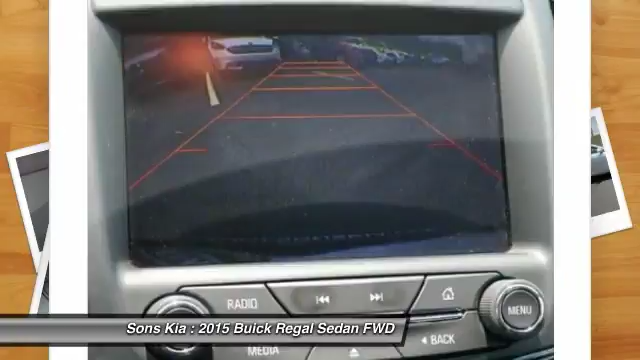 RADIO
MENU
Sons Kia : 2015 Buick Regal Sedan FWD
BACK
MEDIA